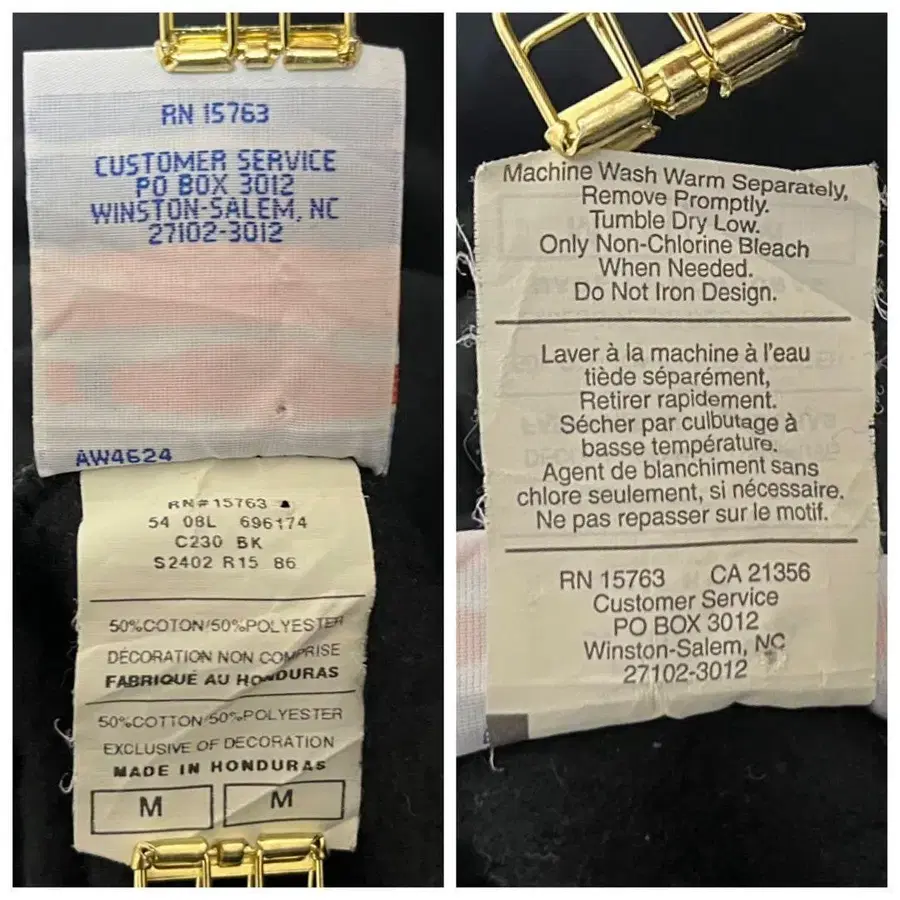 RN 15763
CUSTOMER SERVICE
PO BOX 3012
WINSTON-SALEM, NC
27102-3012
AW4624
RN#15763
54 08L 696174
C230 BK
S2402 R15 86
50%COTON/50%POLYESTER
DÉCORATION NON COMPRISE
FABRIQUÉ AU HONDURAS
50%COTTON/50%POLYESTER
EXCLUSIVE OF DECORATION
MADE IN HONDURAS
M M
Machine Wash Warm Separately,
Remove Promptly.
Tumble Dry Low.
Only Non-Chlorine Bleach
When Needed.
Do Not Iron Design.
Laver à la machine à l'eau
tiède séparément,
Retirer rapidement.
Sécher par culbutage à
basse température.
Agent de blanchiment sans
chlore seulement, si nécessaire.
Ne pas repasser sur le motif.
RN 15763 CA 21356
Customer Service
PO BOX 3012
Winston-Salem, NC
27102-3012